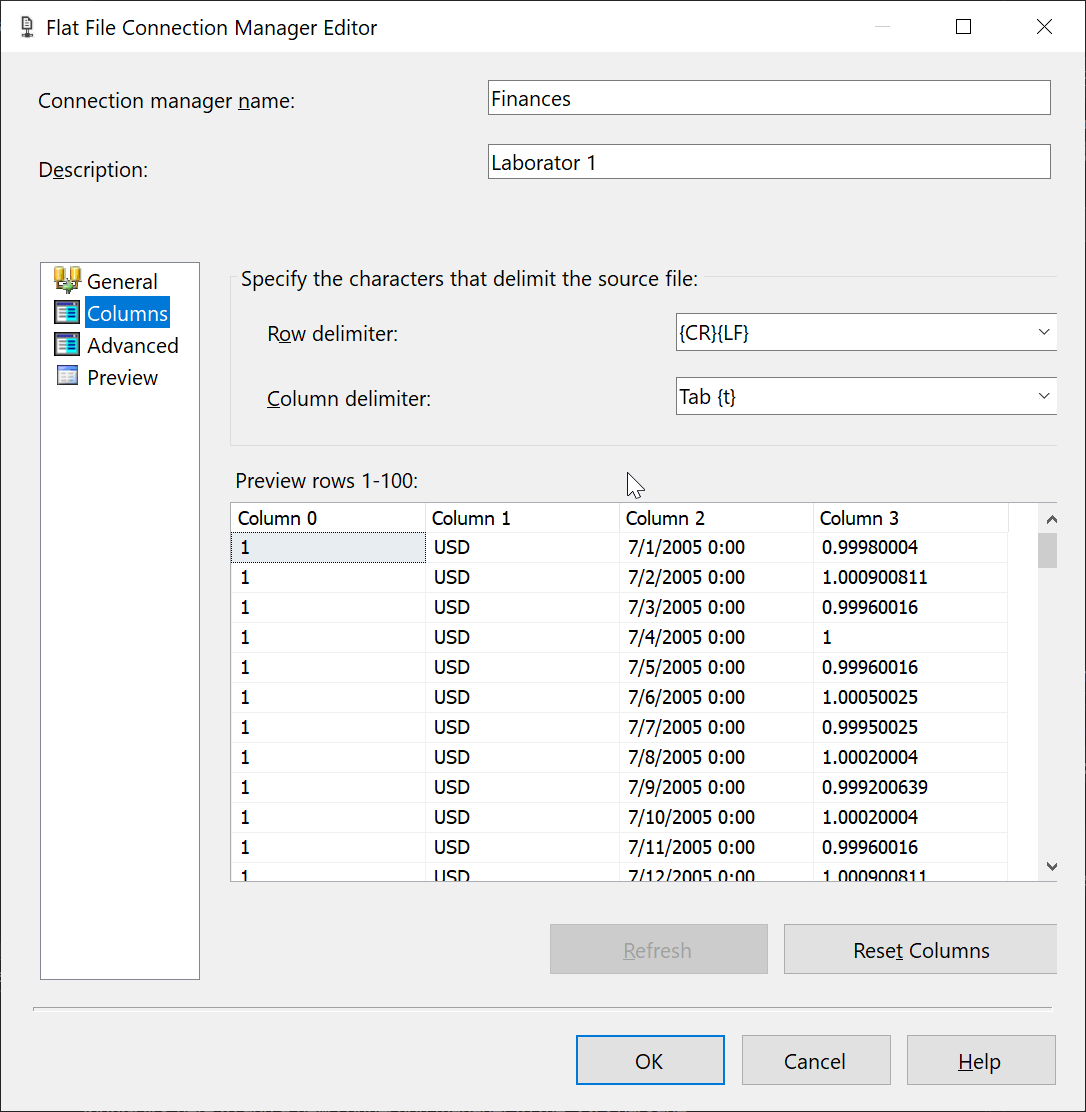 Flat File Connection Manager Editor
Connection manager name: Finances
Description: Laborator 1
General
Columns
Advanced
Preview
Specify the characters that delimit the source file:
Row delimiter: {CR}{LF}
Column delimiter: Tab {t}
Preview rows 1-100:
Column 0 Column 1 Column 2 Column 3
1 USD 7/1/2005 0:00 0.99980004
1 USD 7/2/2005 0:00 1.000900811
1 USD 7/3/2005 0:00 0.99960016
1 USD 7/4/2005 0:00 1
1 USD 7/5/2005 0:00 0.99960016
1 USD 7/6/2005 0:00 1.00050025
1 USD 7/7/2005 0:00 0.99950025
1 USD 7/8/2005 0:00 1.00020004
1 USD 7/9/2005 0:00 0.999200639
1 USD 7/10/2005 0:00 1.00020004
1 USD 7/11/2005 0:00 0.99960016
1 USD 7/12/2005 0:00 1.000900811
Refresh Reset Columns
OK Cancel Help